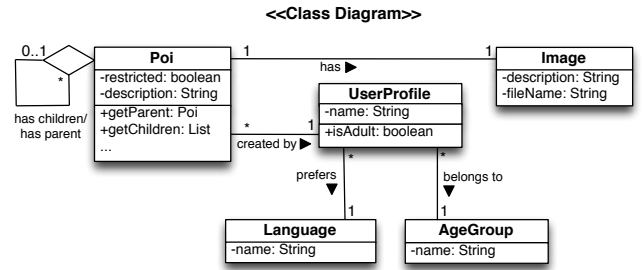 <<Class Diagram>>
0..1
*
has children/
has parent
Poi
-restricted: boolean
-description: String
+getParent: Poi
+getChildren: List
...
1
has ▶
1
Image
-description: String
-fileName: String
*
created by ▶
1
UserProfile
-name: String
+isAdult: boolean
*
prefers
▼
1
*
belongs to
▼
1
Language
-name: String
AgeGroup
-name: String